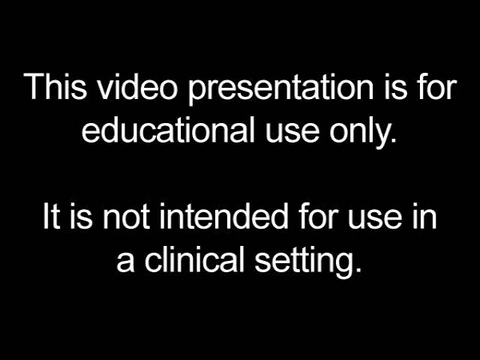 This video presentation is for
educational use only.
It is not intended for use in
a clinical setting.